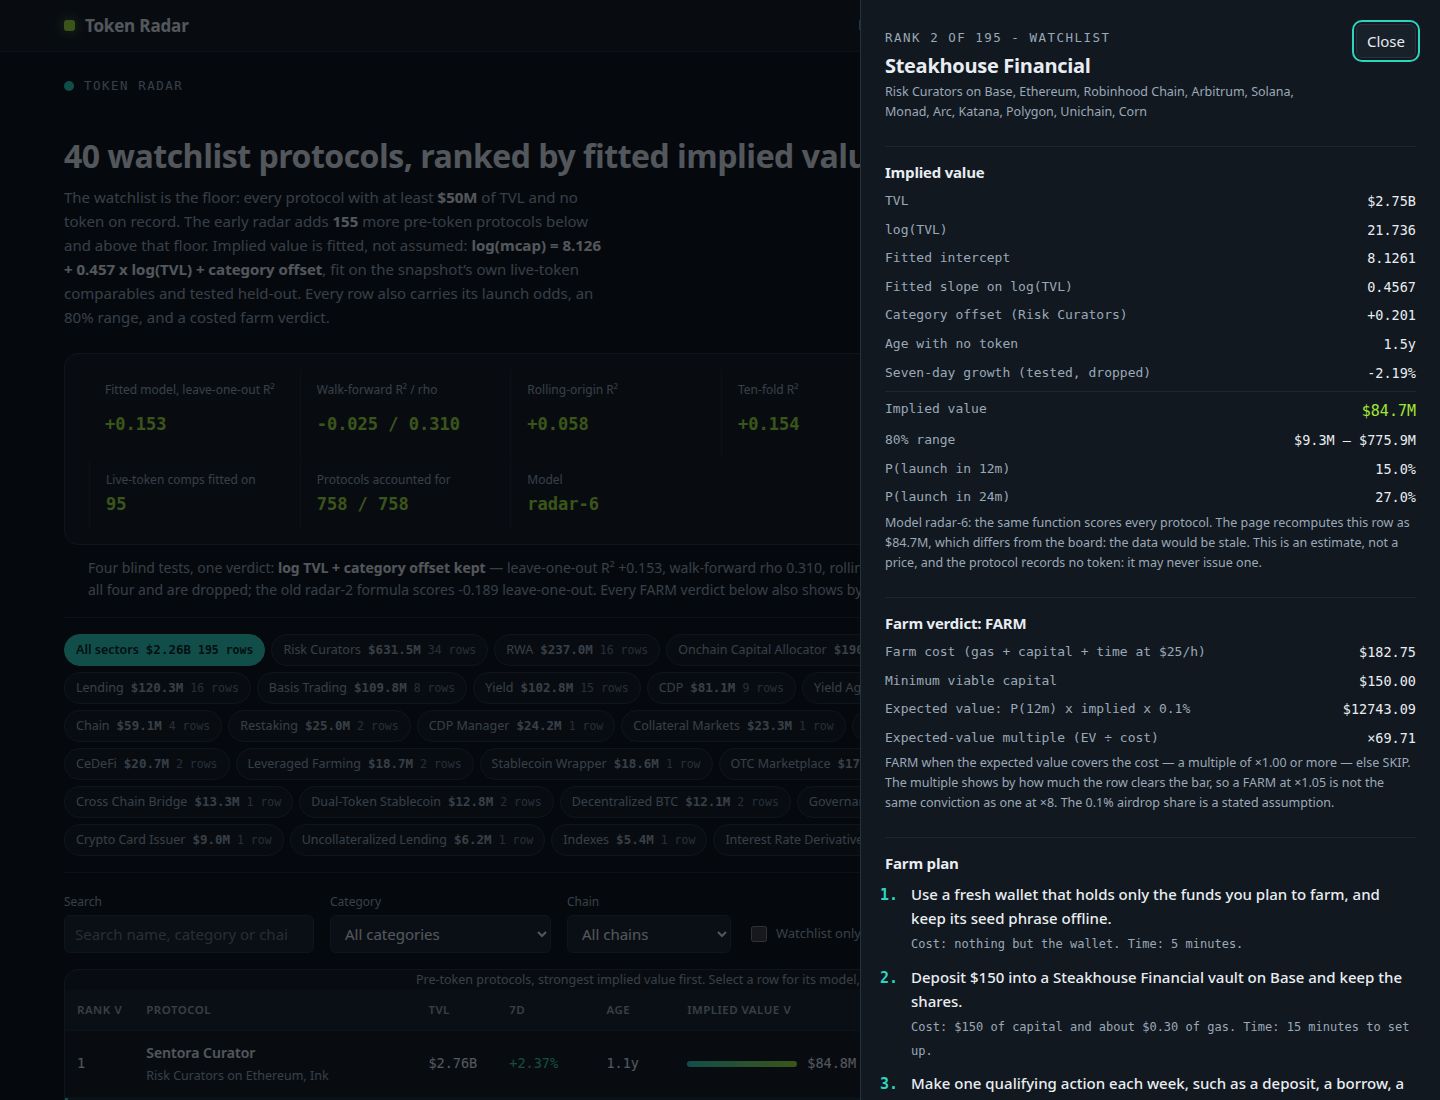 Token Radar
TOKEN RADAR
40 watchlist protocols, ranked by fitted implied valu
The watchlist is the floor: every protocol with at least $50M of TVL and no
token on record. The early radar adds 155 more pre-token protocols below
and above that floor. Implied value is fitted, not assumed: log(mcap) = 8.126
+ 0.457 x log(TVL) + category offset, fit on the snapshot's own live-token
comparables and tested held-out. Every row also carries its launch odds, an
80% range, and a costed farm verdict.
Fitted model, leave-one-out R²
+0.153
Walk-forward R² / rho
-0.025 / 0.310
Rolling-origin R²
+0.058
Ten-fold R²
+0.154
Live-token comps fitted on
95
Protocols accounted for
758 / 758
Model
radar-6
Four blind tests, one verdict: log TVL + category offset kept — leave-one-out R² +0.153, walk-forward rho 0.310, rollin
all four and are dropped; the old radar-2 formula scores -0.189 leave-one-out. Every FARM verdict below also shows by
All sectors $2.26B 195 rows
Risk Curators $631.5M 34 rows
RWA $237.0M 16 rows
Onchain Capital Allocator $196
Lending $120.3M 16 rows
Basis Trading $109.8M 8 rows
Yield $102.8M 15 rows
CDP $81.1M 9 rows
Yield Ag
Chain $59.1M 4 rows
Restaking $25.0M 2 rows
CDP Manager $24.2M 1 row
Collateral Markets $23.3M 1 row
CeDeFi $20.7M 2 rows
Leveraged Farming $18.7M 2 rows
Stablecoin Wrapper $18.6M 1 row
OTC Marketplace $17
Cross Chain Bridge $13.3M 1 row
Dual-Token Stablecoin $12.8M 2 rows
Decentralized BTC $12.1M 2 rows
Governa
Crypto Card Issuer $9.0M 1 row
Uncollateralized Lending $6.2M 1 row
Indexes $5.4M 1 row
Interest Rate Derivative
Search
Category
Chain
Search name, category or chai
All categories
All chains
Watchlist only
Pre-token protocols, strongest implied value first. Select a row for its model,
RANK V PROTOCOL TVL 7D AGE IMPLIED VALUE V
1 Sentora Curator $2.76B +2.37% 1.1y $84.8M
Risk Curators on Ethereum, Ink
RANK 2 OF 195 - WATCHLIST
Close
Steakhouse Financial
Risk Curators on Base, Ethereum, Robinhood Chain, Arbitrum, Solana,
Monad, Arc, Katana, Polygon, Unichain, Corn
Implied value
TVL $2.75B
log(TVL) 21.736
Fitted intercept 8.1261
Fitted slope on log(TVL) 0.4567
Category offset (Risk Curators) +0.201
Age with no token 1.5y
Seven-day growth (tested, dropped) -2.19%
Implied value $84.7M
80% range $9.3M — $775.9M
P(launch in 12m) 15.0%
P(launch in 24m) 27.0%
Model radar-6: the same function scores every protocol. The page recomputes this row as
$84.7M, which differs from the board: the data would be stale. This is an estimate, not a
price, and the protocol records no token: it may never issue one.
Farm verdict: FARM
Farm cost (gas + capital + time at $25/h) $182.75
Minimum viable capital $150.00
Expected value: P(12m) x implied x 0.1% $12743.09
Expected-value multiple (EV ÷ cost) ×69.71
FARM when the expected value covers the cost — a multiple of ×1.00 or more — else SKIP.
The multiple shows by how much the row clears the bar, so a FARM at ×1.05 is not the
same conviction as one at ×8. The 0.1% airdrop share is a stated assumption.
Farm plan
1. Use a fresh wallet that holds only the funds you plan to farm, and
keep its seed phrase offline.
Cost: nothing but the wallet. Time: 5 minutes.
2. Deposit $150 into a Steakhouse Financial vault on Base and keep the
shares.
Cost: $150 of capital and about $0.30 of gas. Time: 15 minutes to set
up.
3. Make one qualifying action each week, such as a deposit, a borrow, a